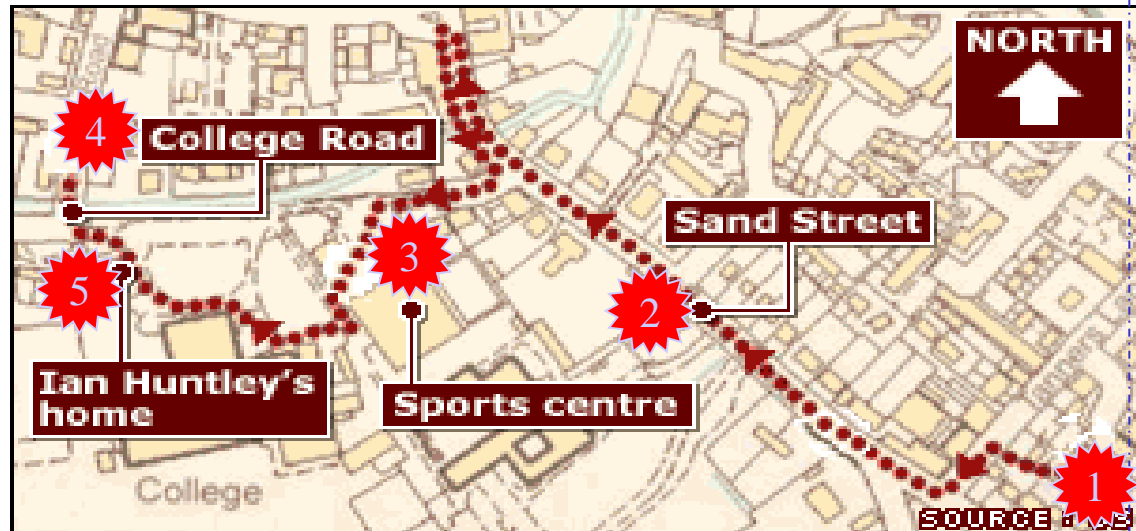 NORTH
4
College Road
Sand Street
3
5
2
Ian Huntley's
home
Sports centre
College
1
SOURCE